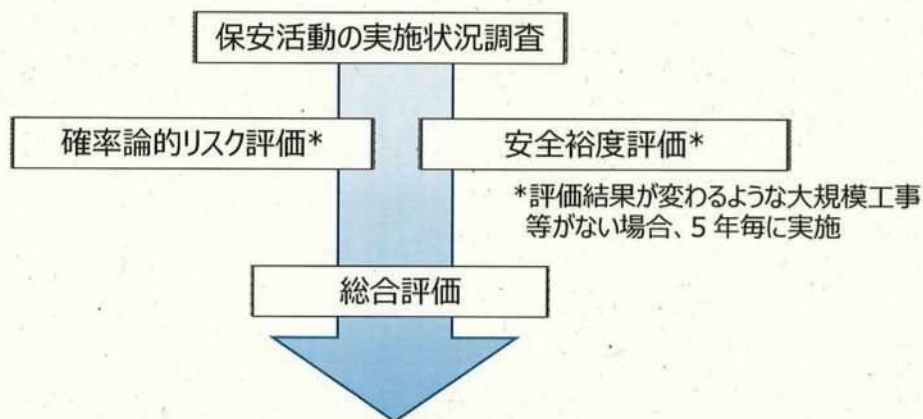 保安活動の実施状況調査
確率論的リスク評価*
安全裕度評価*
*評価結果が変わるような大規模工事
等がない場合、5年毎に実施
総合評価